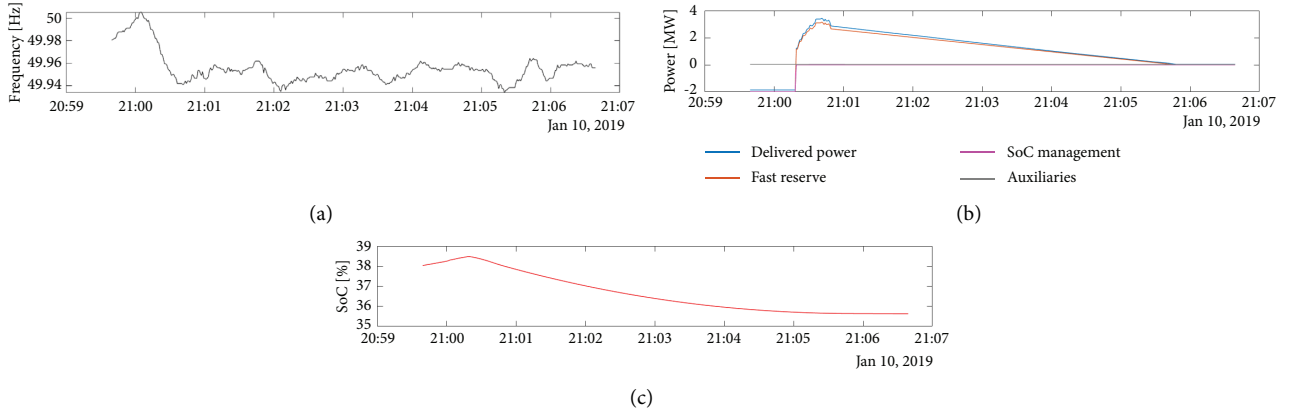 Frequency [Hz]
50
49.98
49.96
49.94
20:59 21:00 21:01 21:02 21:03 21:04 21:05 21:06 21:07
Jan 10, 2019
(a)
Power [MW]
4
2
0
-2
20:59 21:00 21:01 21:02 21:03 21:04 21:05 21:06 21:07
Jan 10, 2019
Delivered power
SoC management
Fast reserve
Auxiliaries
(b)
SoC [%]
39
38
37
36
35
20:59 21:00 21:01 21:02 21:03 21:04 21:05 21:06 21:07
Jan 10, 2019
(c)